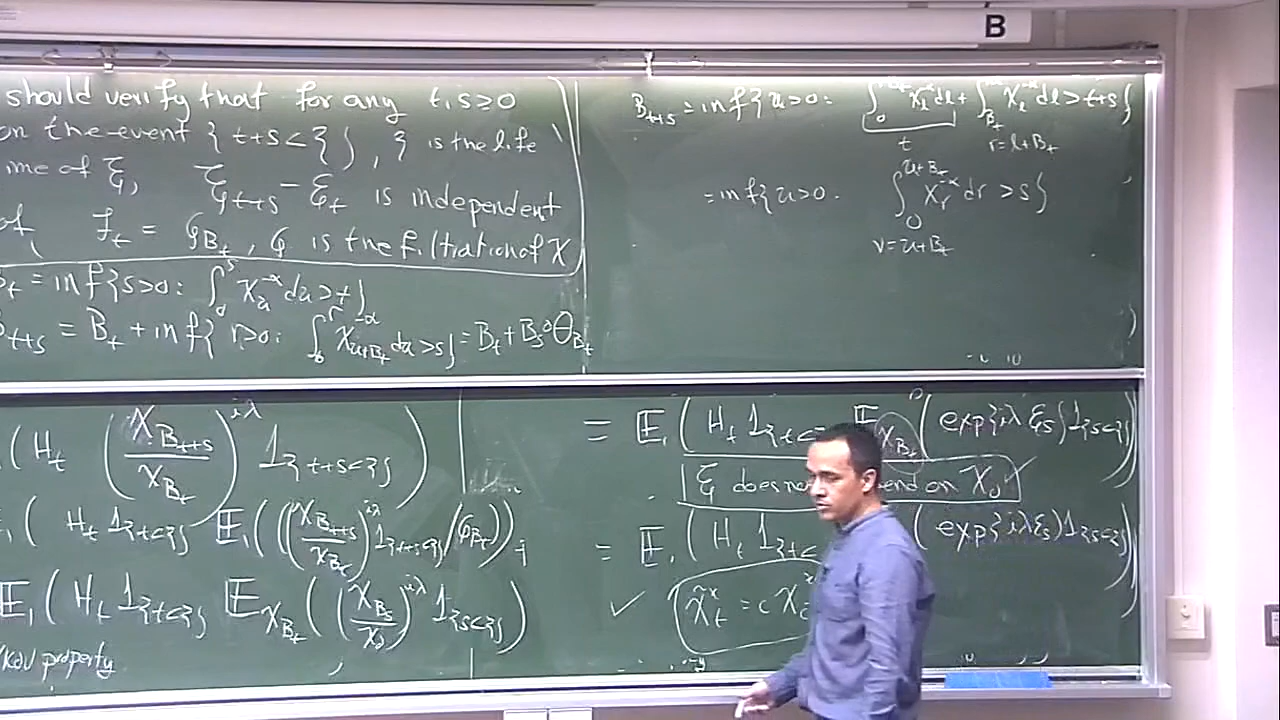 B
should verify that for any t, s ≥ 0
on the event { t+s < ζ }, ζ is the life
ime of ξ, ξ_{t+s} - ξ_t is independent
of F_t = G_{B_t}, G is the filtration of X
B_t = inf{ s>0: ∫_0^s X_u^{-α} du > t }
B_{t+s} = B_t + inf{ r>0: ∫_0^r X_{u+B_t}^{-α} du > s } = B_t + B_s∘θ_{B_t}
B_{t+s} = inf{ u>0: ∫_0 X_l^{-α} dl + ∫_{B_t} X_l^{-α} dl > t+s }
t r = l+B_t
= inf{ u>0. ∫_0^{u+B_t} X_r^{-α} dr > s }
v = u+B_t
( H_t ( X_{B_{t+s}} / X_{B_t} )^{iλ} 1_{t+s<ζ} )
( H_t 1_{t<ζ} E( ( X_{B_{t+s}} / X_{B_t} )^{iλ} 1_{t+s<ζ} / G_{B_t} ) )
E_1 ( H_t 1_{t<ζ} E_{X_{B_t}} ( ( X_{B_s} / X_0 )^{iλ} 1_{s<ζ} )
kov property
= E_1 ( H_t 1_{t< E_{X_{B_t}} ( exp{iλ ξ_s} 1_{s<ζ} ) )
ξ does no end on X_0 ✓
= E_1 ( H_t 1_{t< ( exp{iλ ξ_s} 1_{s<ζ} ) )
✓ X̃_t^x = c X